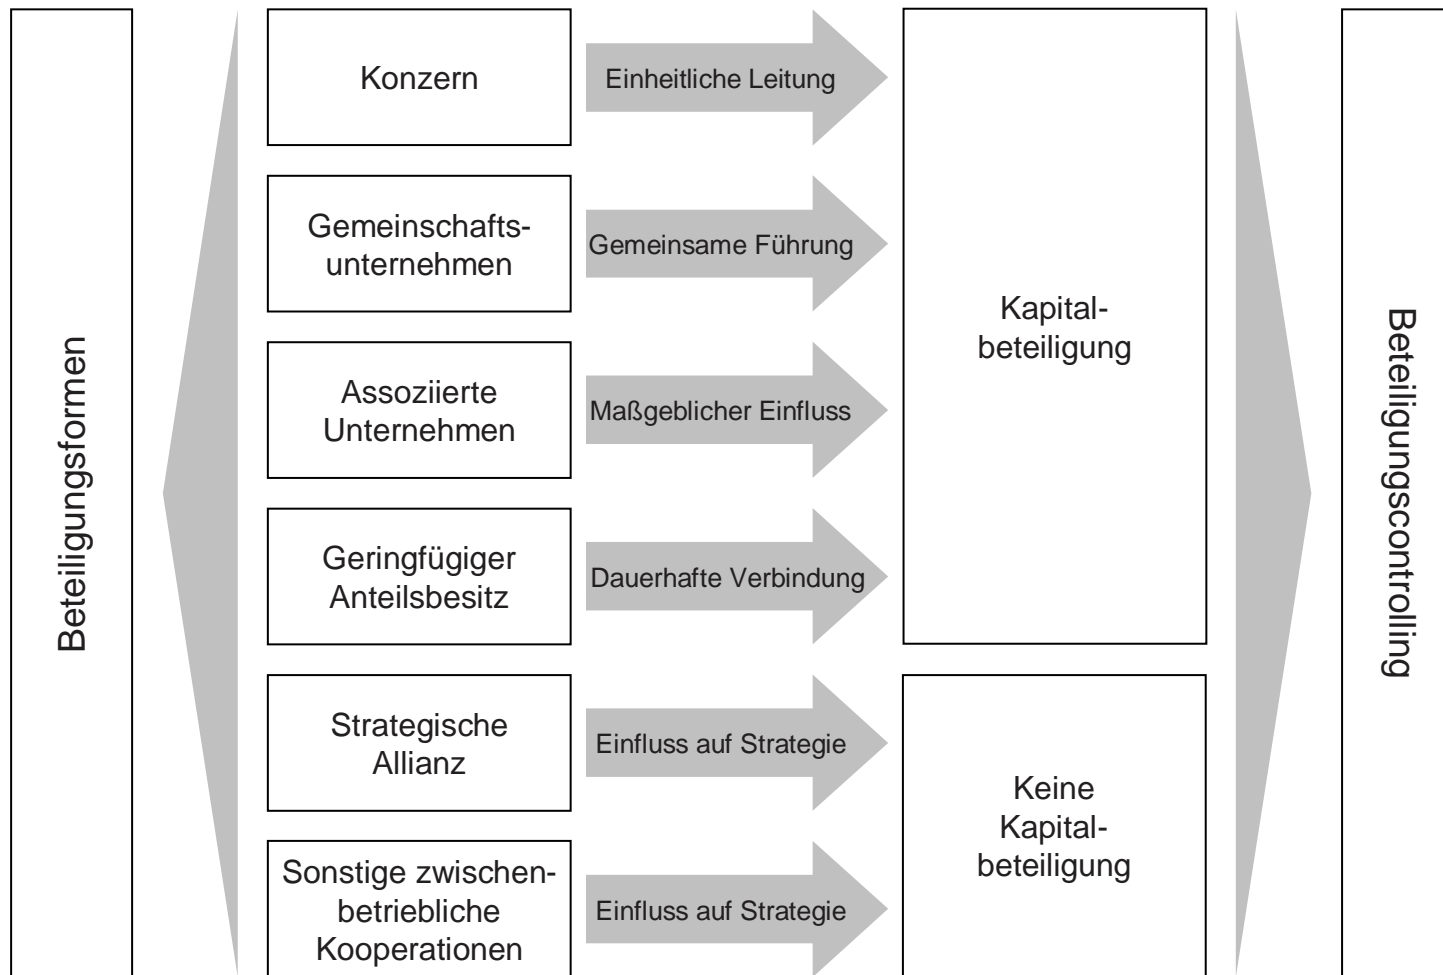 Beteiligungsformen
Konzern
Einheitliche Leitung
Gemeinschafts-
unternehmen
Gemeinsame Führung
Assoziierte
Unternehmen
Maßgeblicher Einfluss
Geringfügiger
Anteilsbesitz
Dauerhafte Verbindung
Kapital-
beteiligung
Strategische
Allianz
Einfluss auf Strategie
Sonstige zwischen-
betriebliche
Kooperationen
Einfluss auf Strategie
Keine
Kapital-
beteiligung
Beteiligungscontrolling